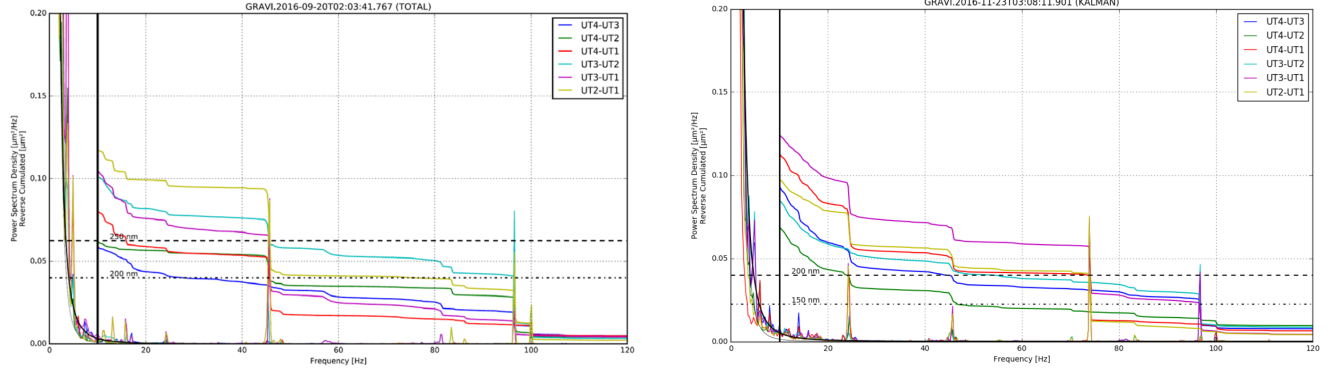 GRAVI.2016-09-20T02:03:41.767 (TOTAL)
Power Spectrum Density [µm²/Hz]
Reverse Cumulated [µm²]
0.20
0.15
0.10
0.05
0.00
250 nm
200 nm
UT4-UT3
UT4-UT2
UT4-UT1
UT3-UT2
UT3-UT1
UT2-UT1
0
20
40
60
80
100
120
Frequency [Hz]
GRAVI.2016-11-23T03:08:11.901 (KALMAN)
Power Spectrum Density [µm²/Hz]
Reverse Cumulated [µm²]
0.20
0.15
0.10
0.05
0.00
200 nm
150 nm
UT4-UT3
UT4-UT2
UT4-UT1
UT3-UT2
UT3-UT1
UT2-UT1
0
20
40
60
80
100
120
Frequency [Hz]